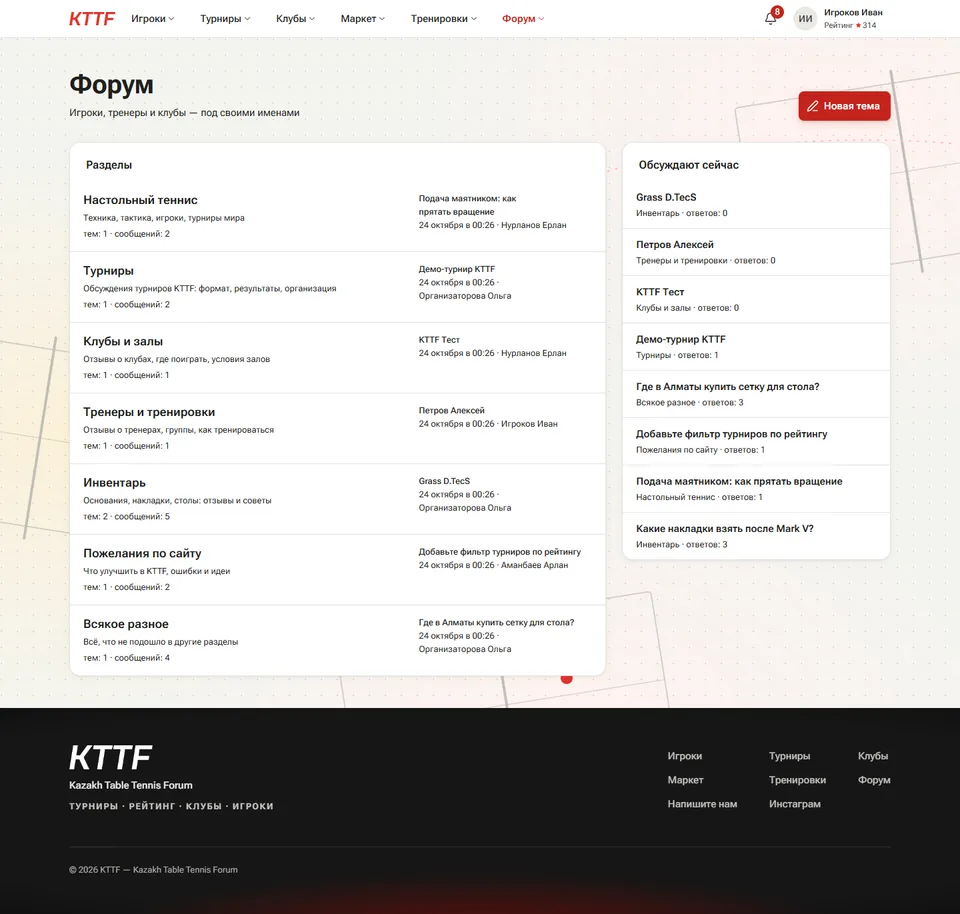 KTTF
Игроки
Турниры
Клубы
Маркет
Тренировки
Форум
8
ИИ
Игроков Иван
Рейтинг ★ 314
Форум
Игроки, тренеры и клубы — под своими именами
Новая тема
Разделы
Настольный теннис
Техника, тактика, игроки, турниры мира
тем: 1 · сообщений: 2
Подача маятником: как
прятать вращение
24 октября в 00:26 · Нурланов Ерлан
Турниры
Обсуждения турниров KTTF: формат, результаты, организация
тем: 1 · сообщений: 2
Демо-турнир KTTF
24 октября в 00:26 ·
Организаторова Ольга
Клубы и залы
Отзывы о клубах, где поиграть, условия залов
тем: 1 · сообщений: 1
KTTF Тест
24 октября в 00:26 · Нурланов Ерлан
Тренеры и тренировки
Отзывы о тренерах, группы, как тренироваться
тем: 1 · сообщений: 1
Петров Алексей
24 октября в 00:26 · Игроков Иван
Инвентарь
Основания, накладки, столы: отзывы и советы
тем: 2 · сообщений: 5
Grass D.TecS
24 октября в 00:26 ·
Организаторова Ольга
Пожелания по сайту
Что улучшить в KTTF, ошибки и идеи
тем: 1 · сообщений: 2
Добавьте фильтр турниров по рейтингу
24 октября в 00:26 · Аманбаев Арлан
Всякое разное
Всё, что не подошло в другие разделы
тем: 1 · сообщений: 4
Где в Алматы купить сетку для стола?
24 октября в 00:26 ·
Организаторова Ольга
Обсуждают сейчас
Grass D.TecS
Инвентарь · ответов: 0
Петров Алексей
Тренеры и тренировки · ответов: 0
KTTF Тест
Клубы и залы · ответов: 0
Демо-турнир KTTF
Турниры · ответов: 1
Где в Алматы купить сетку для стола?
Всякое разное · ответов: 3
Добавьте фильтр турниров по рейтингу
Пожелания по сайту · ответов: 1
Подача маятником: как прятать вращение
Настольный теннис · ответов: 1
Какие накладки взять после Mark V?
Инвентарь · ответов: 3
KTTF
Kazakh Table Tennis Forum
ТУРНИРЫ · РЕЙТИНГ · КЛУБЫ · ИГРОКИ
Игроки
Турниры
Клубы
Маркет
Тренировки
Форум
Напишите нам
Инстаграм
© 2026 KTTF — Kazakh Table Tennis Forum